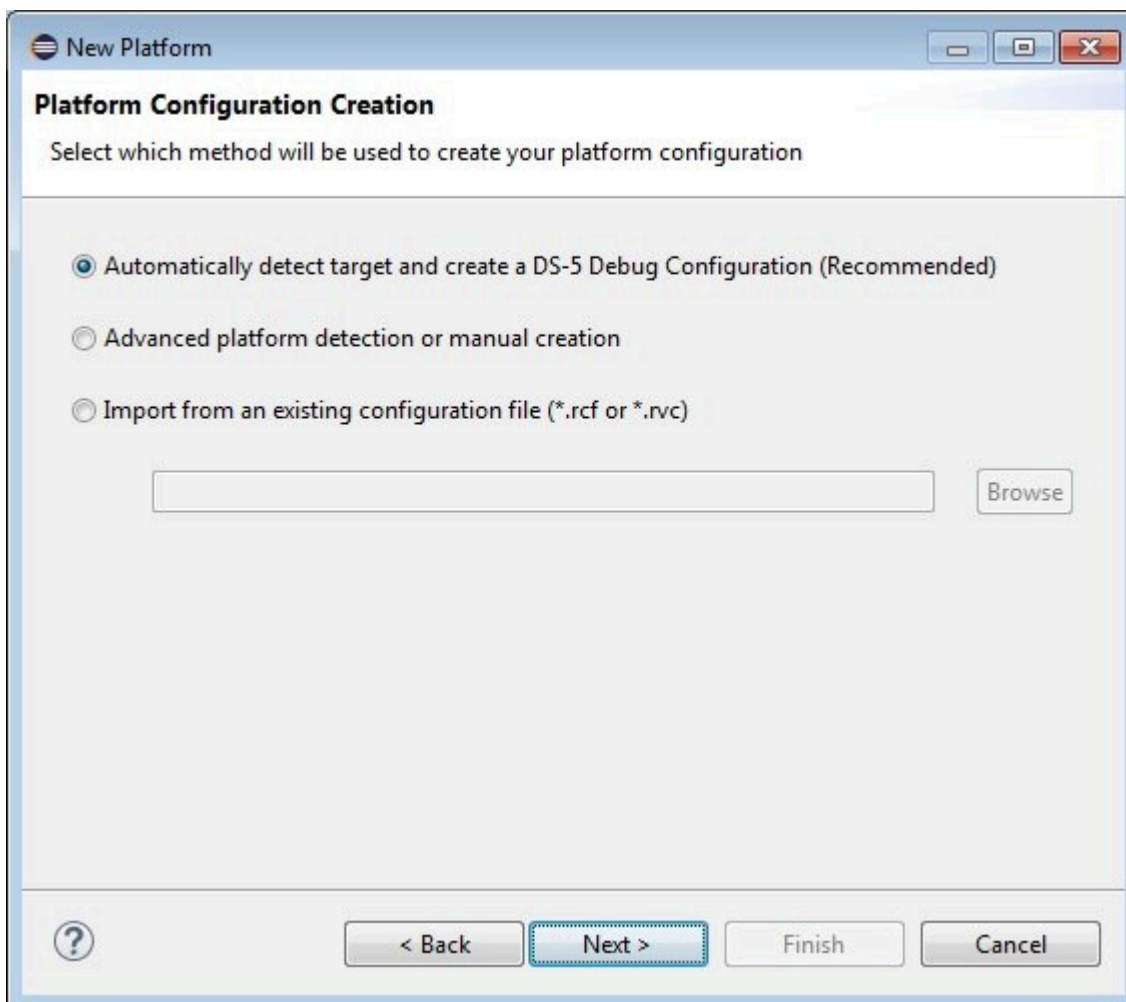 New Platform
Platform Configuration Creation
Select which method will be used to create your platform configuration
Automatically detect target and create a DS-5 Debug Configuration (Recommended)
Advanced platform detection or manual creation
Import from an existing configuration file (*.rcf or *.rvc)
Browse
?
< Back
Next >
Finish
Cancel